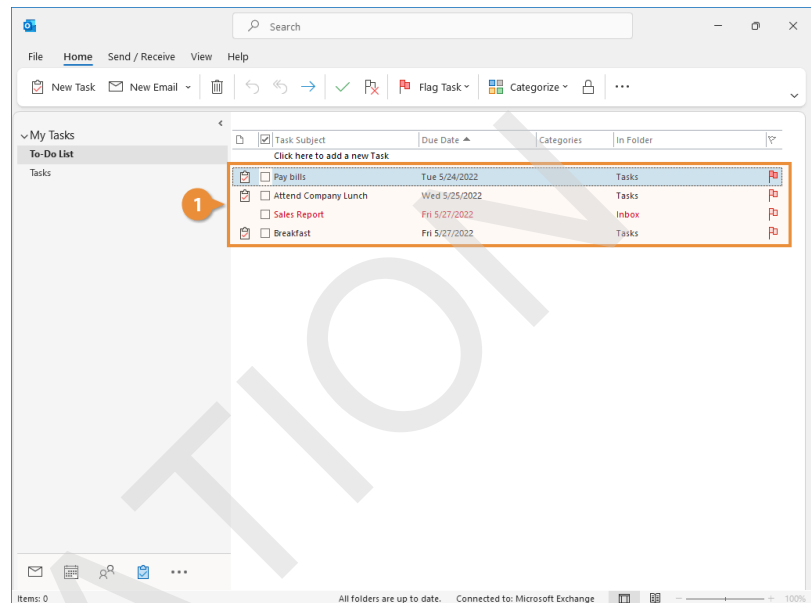 Search
File Home Send / Receive View Help
New Task New Email Flag Task Categorize
My Tasks
To-Do List
Tasks
Task Subject Due Date Categories In Folder
Click here to add a new Task
Pay bills Tue 5/24/2022 Tasks
Attend Company Lunch Wed 5/25/2022 Tasks
Sales Report Fri 5/27/2022 Inbox
Breakfast Fri 5/27/2022 Tasks
1
Items: 0 All folders are up to date. Connected to: Microsoft Exchange 100%
ATION